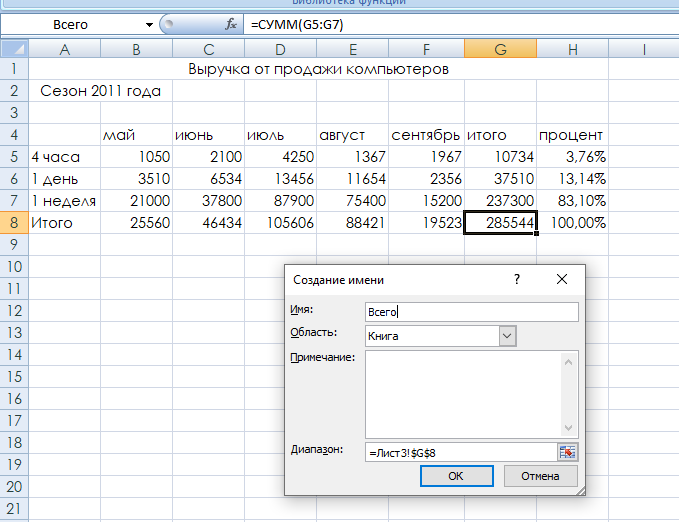 Библиотека функций
Всего fx =СУММ(G5:G7)
A B C D E F G H I
1 Выручка от продажи компьютеров
2 Сезон 2011 года
3
4 май июнь июль август сентябрь итого процент
5 4 часа 1050 2100 4250 1367 1967 10734 3,76%
6 1 день 3510 6534 13456 11654 2356 37510 13,14%
7 1 неделя 21000 37800 87900 75400 15200 237300 83,10%
8 Итого 25560 46434 105606 88421 19523 285544 100,00%
9
10
11
12
13
14
15
16
17
18
19
20
21
Создание имени ?
Имя: Всего
Область: Книга
Примечание:
Диапазон: =Лист3!$G$8
ОК Отмена